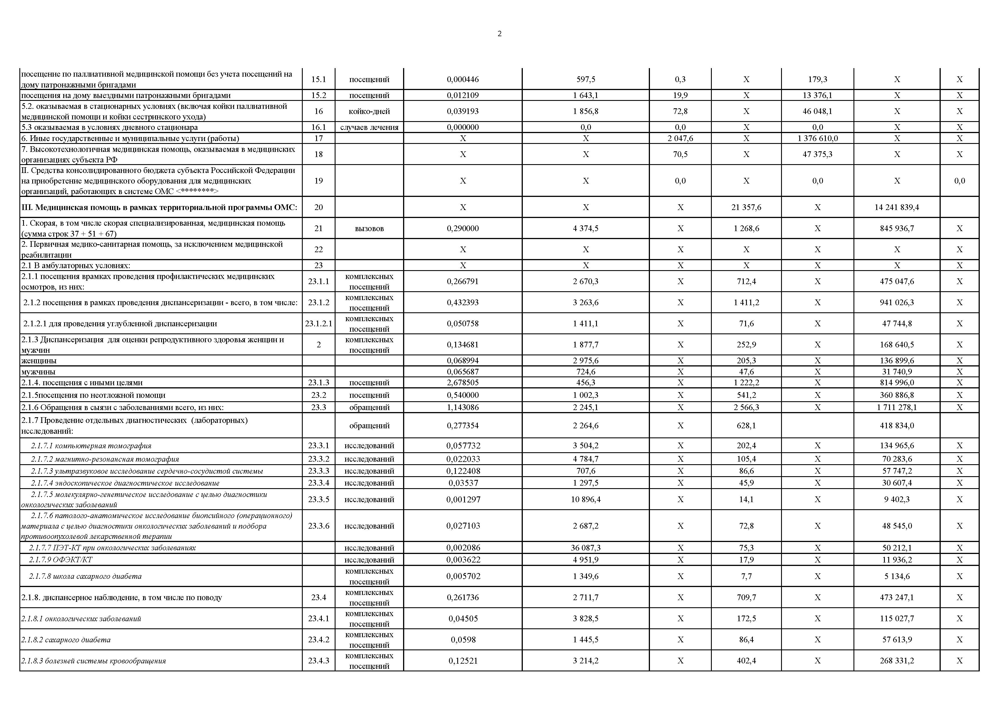 2
посещение по паллиативной медицинской помощи без учета посещений на
дому патронажными бригадами 15.1 посещений 0,000446 597,5 0,3 X 179,3 X X
посещения на дому выездными патронажными бригадами 15.2 посещений 0,012109 1 643,1 19,9 X 13 376,1 X X
5.2. оказываемая в стационарных условиях (включая койки паллиативной
медицинской помощи и койки сестринского ухода) 16 койко-дней 0,039193 1 856,8 72,8 X 46 048,1 X X
5.3 оказываемая в условиях дневного стационара 16.1 случаев лечения 0,000000 0,0 0,0 X 0,0 X X
6. Иные государственные и муниципальные услуги (работы) 17 X X 2 047,6 X 1 376 610,0 X X
7. Высокотехнологичная медицинская помощь, оказываемая в медицинских
организациях субъекта РФ 18 X X 70,5 X 47 375,3 X X
II. Средства консолидированного бюджета субъекта Российской Федерации
на приобретение медицинского оборудования для медицинских
организаций, работающих в системе ОМС <********> 19 X X 0,0 X 0,0 X 0,0
III. Медицинская помощь в рамках территориальной программы ОМС: 20 X X X 21 357,6 X 14 241 839,4
1. Скорая, в том числе скорая специализированная, медицинская помощь
(сумма строк 37 + 51 + 67) 21 вызовов 0,290000 4 374,5 X 1 268,6 X 845 936,7 X
2. Первичная медико-санитарная помощь, за исключением медицинской
реабилитации 22 X X X X X X X
2.1 В амбулаторных условиях: 23 X X X X X X X
2.1.1 посещения врамках проведения профилактических медицинских
осмотров, из них: 23.1.1 комплексных
посещений 0,266791 2 670,3 X 712,4 X 475 047,6 X
2.1.2 посещения в рамках проведения диспансеризации - всего, в том числе: 23.1.2 комплексных
посещений 0,432393 3 263,6 X 1 411,2 X 941 026,3 X
2.1.2.1 для проведения углубленной диспансеризации 23.1.2.1 комплексных
посещений 0,050758 1 411,1 X 71,6 X 47 744,8 X
2.1.3 Диспансеризация для оценки репродуктивного здоровья женщин и
мужчин 2 комплексных
посещений 0,134681 1 877,7 X 252,9 X 168 640,5 X
женщины 0,068994 2 975,6 X 205,3 X 136 899,6 X
мужчины 0,065687 724,6 X 47,6 X 31 740,9 X
2.1.4. посещения с иными целями 23.1.3 посещений 2,678505 456,3 X 1 222,2 X 814 996,0 X
2.1.5посещения по неотложной помощи 23.2 посещений 0,540000 1 002,3 X 541,2 X 360 886,8 X
2.1.6 Обращения в сыязи с заболеваниями всего, из них: 23.3 обращений 1,143086 2 245,1 X 2 566,3 X 1 711 278,1 X
2.1.7 Проведение отдельных диагностических (лабораторных)
исследований: обращений 0,277354 2 264,6 X 628,1 418 834,0
2.1.7.1 компьютерная томография 23.3.1 исследований 0,057732 3 504,2 X 202,4 X 134 965,6 X
2.1.7.2 магнитно-резонансная томография 23.3.2 исследований 0,022033 4 784,7 X 105,4 X 70 283,6 X
2.1.7.3 ультразвуковое исследование сердечно-сосудистой системы 23.3.3 исследований 0,122408 707,6 X 86,6 X 57 747,2 X
2.1.7.4 эндоскопическое диагностическое исследование 23.3.4 исследований 0,03537 1 297,5 X 45,9 X 30 607,4 X
2.1.7.5 молекулярно-генетическое исследование с целью диагностики
онкологических заболеваний 23.3.5 исследований 0,001297 10 896,4 X 14,1 X 9 402,3 X
2.1.7.6 патолого-анатомическое исследование биопсийного (операционного)
материала с целью диагностики онкологических заболеваний и подбора
противоопухолевой лекарственной терапии 23.3.6 исследований 0,027103 2 687,2 X 72,8 X 48 545,0 X
2.1.7.7 ПЭТ-КТ при онкологических заболеваниях исследований 0,002086 36 087,3 X 75,3 X 50 212,1 X
2.1.7.9 ОФЭКТ/КТ исследований 0,003622 4 951,9 X 17,9 X 11 936,2 X
2.1.7.8 школа сахарного диабета комплексных
посещений 0,005702 1 349,6 X 7,7 X 5 134,6 X
2.1.8. диспансерное наблюдение, в том числе по поводу 23.4 комплексных
посещений 0,261736 2 711,7 X 709,7 X 473 247,1 X
2.1.8.1 онкологических заболеваний 23.4.1 комплексных
посещений 0,04505 3 828,5 X 172,5 X 115 027,7 X
2.1.8.2 сахарного диабета 23.4.2 комплексных
посещений 0,0598 1 445,5 X 86,4 X 57 613,9 X
2.1.8.3 болезней системы кровообращения 23.4.3 комплексных
посещений 0,12521 3 214,2 X 402,4 X 268 331,2 X